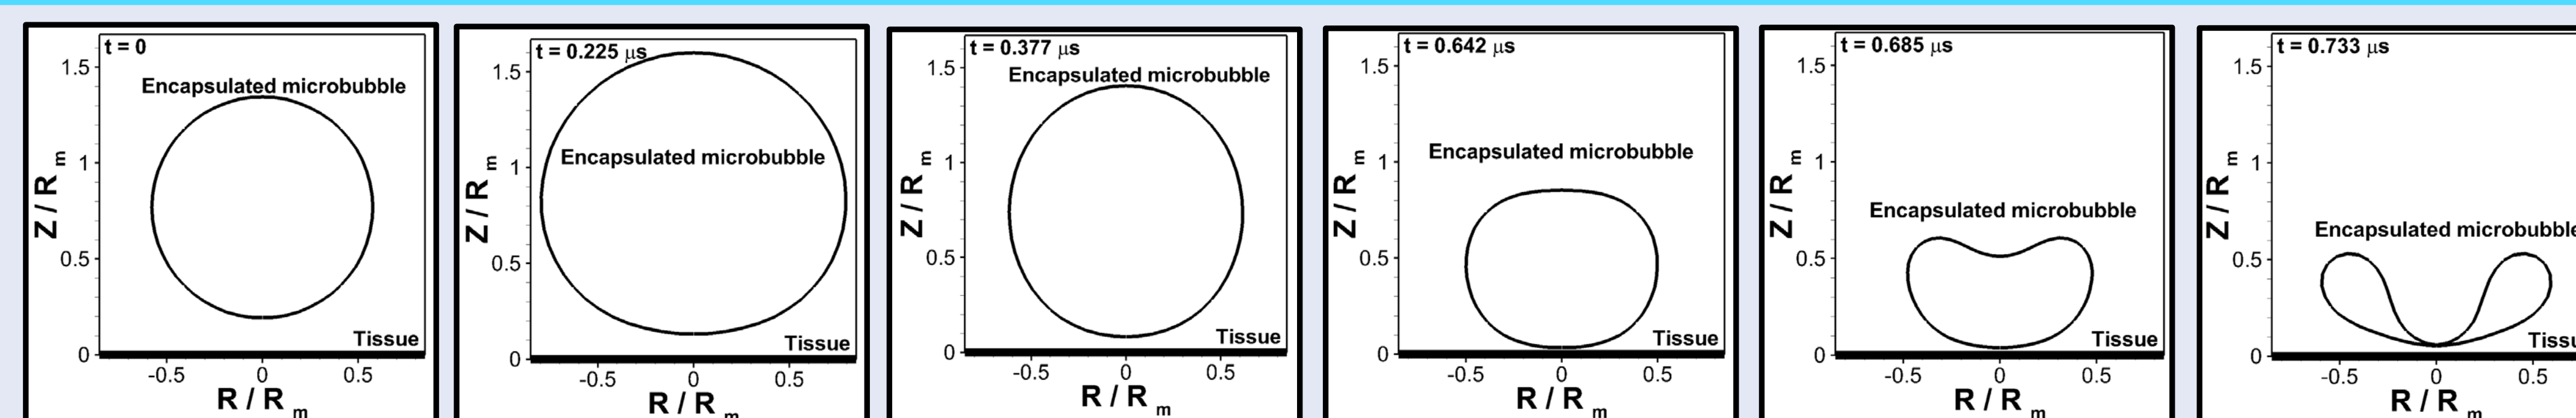 t = 0
Encapsulated microbubble
Z / R m
1.5
1
0.5
0
Tissue
-0.5 0 0.5
R / R m
t = 0.225 μs
Encapsulated microbubble
Z / R m
1.5
1
0.5
0
Tissue
-0.5 0 0.5
R / R m
t = 0.377 μs
Encapsulated microbubble
Z / R m
1.5
1
0.5
0
Tissue
-0.5 0 0.5
R / R m
t = 0.642 μs
Encapsulated microbubble
Z / R m
1.5
1
0.5
0
Tissue
-0.5 0 0.5
R / R m
t = 0.685 μs
Encapsulated microbubble
Z / R m
1.5
1
0.5
0
Tissue
-0.5 0 0.5
R / R m
t = 0.733 μs
Encapsulated microbubble
Z / R m
1.5
1
0.5
0
Tissu
-0.5 0 0.5
R / R m